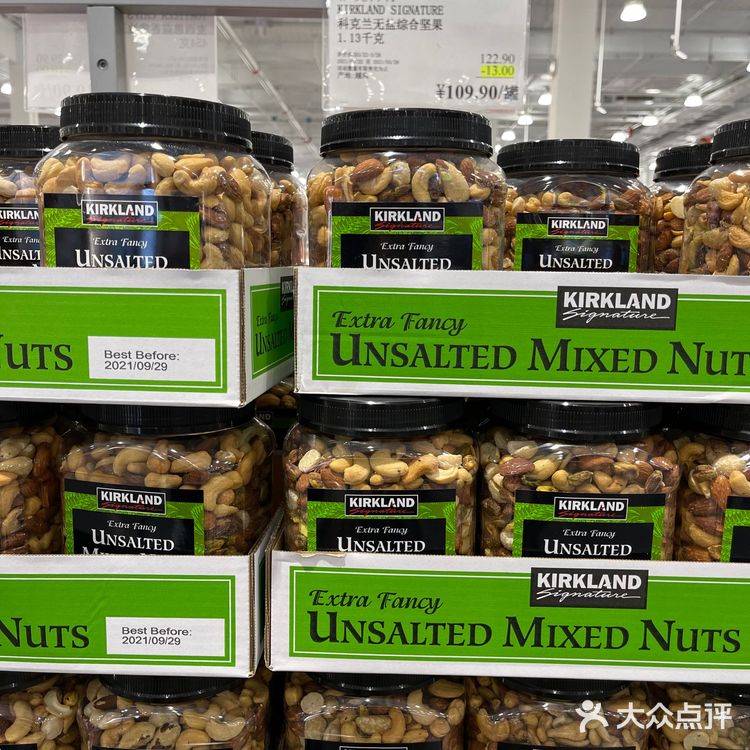 KIRKLAND SIGNATURE
科克兰无盐综合坚果
1.13千克
122.90
-13.00
¥109.90/罐
KIRKLAND
Extra Fancy
UNSALTED
KIRKLAND
Signature
Extra Fancy
UNSALTED
KIRKLAND
Signature
Extra Fancy
UNSALTED
NUTS
Best Before:
2021/09/29
KIRKLAND
Signature
Extra Fancy
UNSALTED MIXED NUT
KIRKLAND
Extra Fancy
UNSALTED
KIRKLAND
Signature
Extra Fancy
UNSALTED
KIRKLAND
Signature
Extra Fancy
UNSALTED
NUTS
Best Before:
2021/09/29
KIRKLAND
Signature
Extra Fancy
UNSALTED MIXED NUTS
大众点评